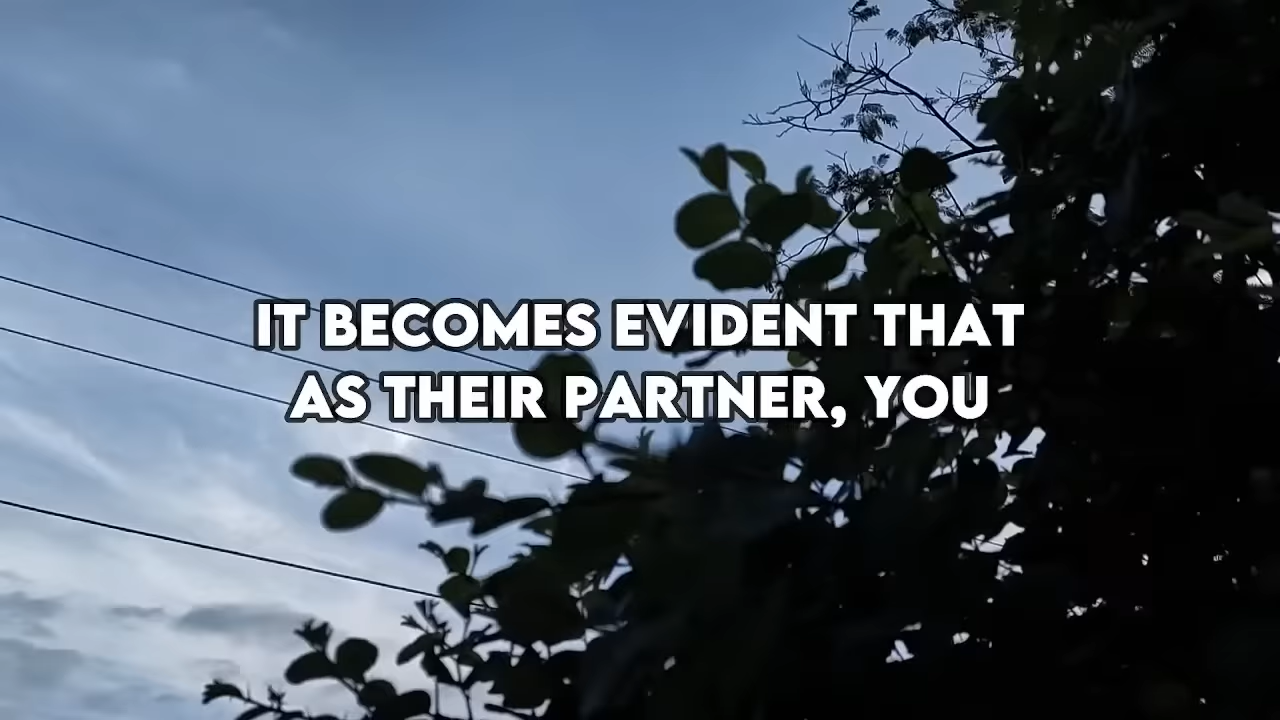 IT BECOMES EVIDENT THAT
AS THEIR PARTNER, YOU